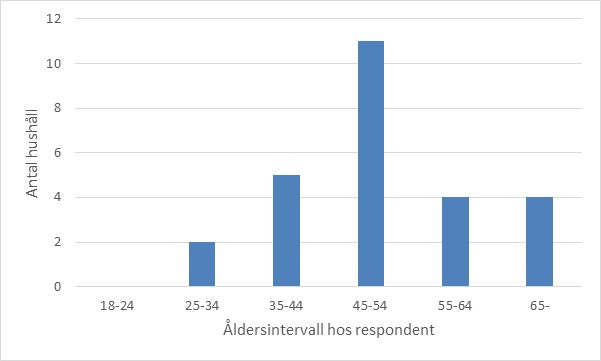 12
10
8
6
4
2
0
Antal hushåll
18-24 25-34 35-44 45-54 55-64 65-
Åldersintervall hos respondent